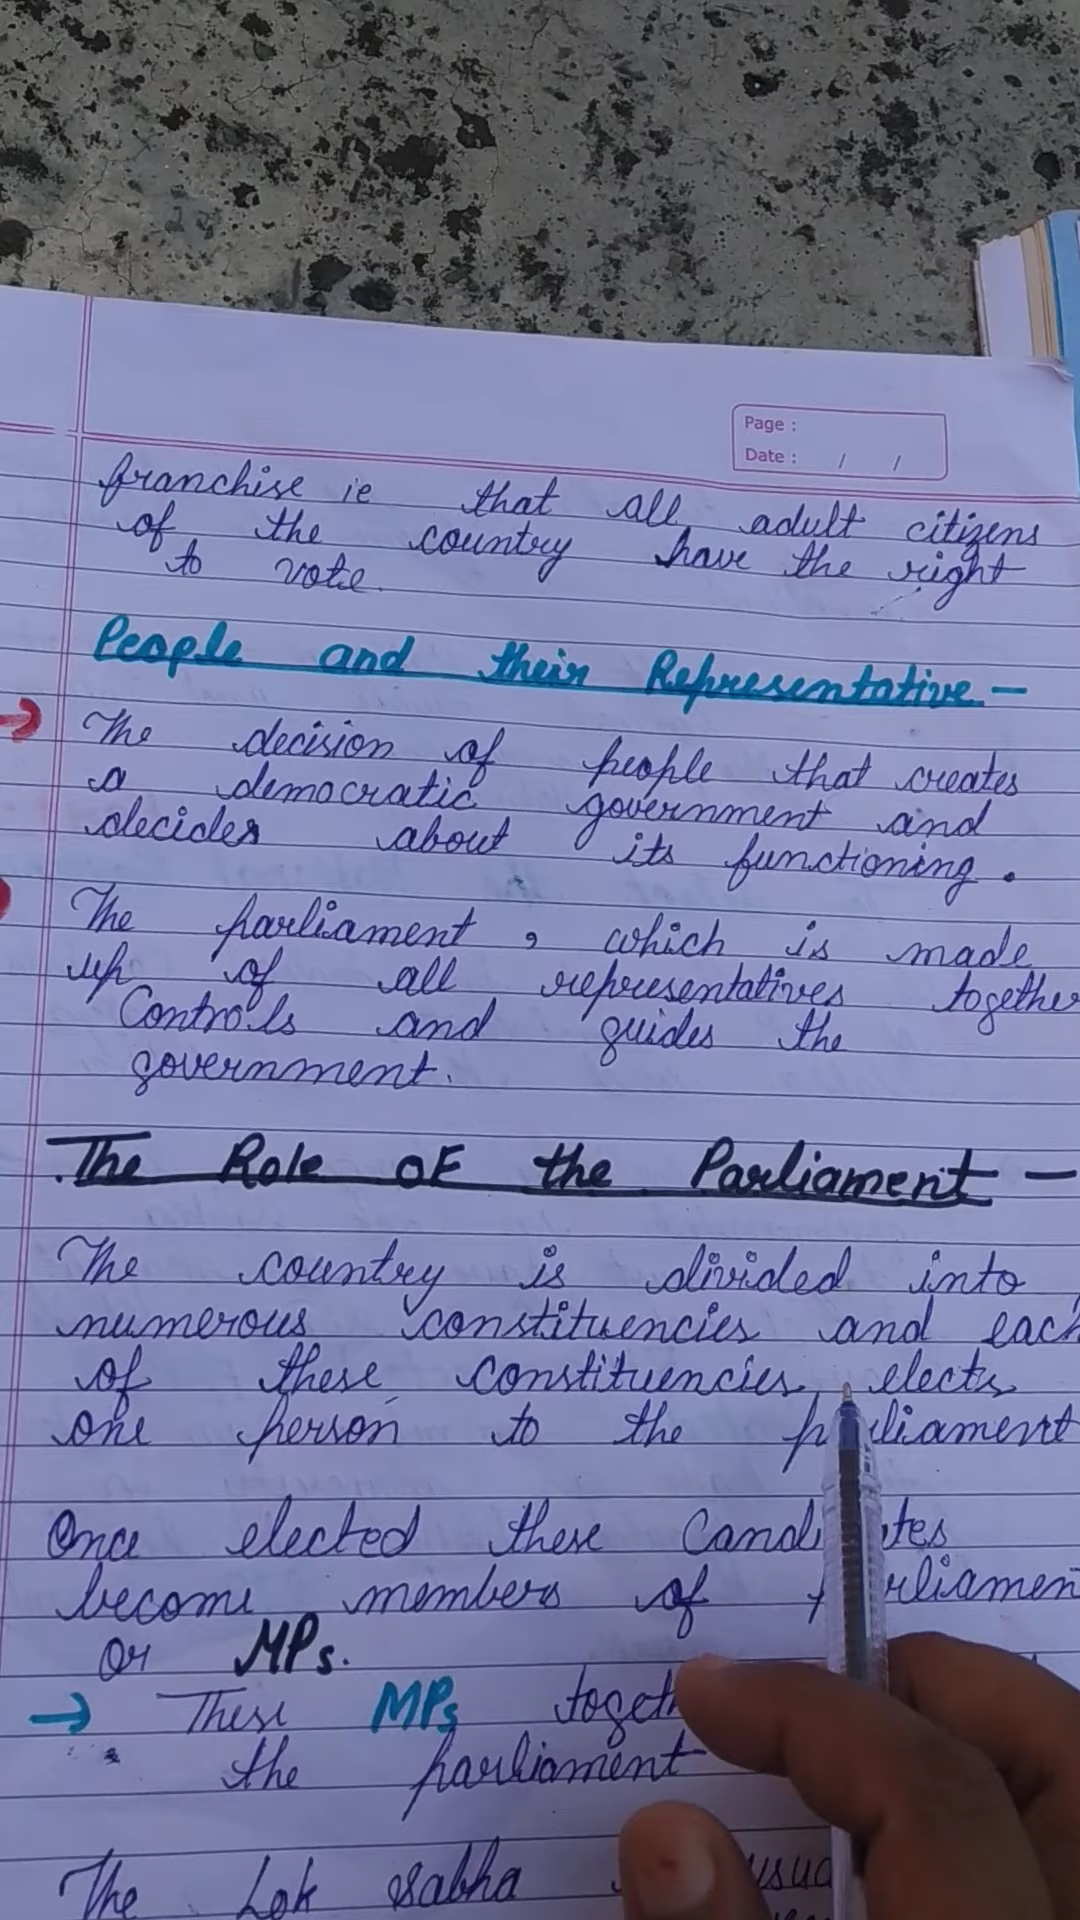 Page :
Date : / /
franchise ie that all adult citizens
of the country have the right
to vote.
People and their Representative -
→ The decision of people that creates
a democratic government and
decides about its functioning.
The parliament, which is made
up of all representatives together
Controls and guides the
government.
The Role of the Parliament -
The country is divided into
numerous constituencies and each
of these constituencies, elects
one person to the parliament
Once elected these
become members of
or MPs.
→ These MPs
the parliament
The Lok sabha